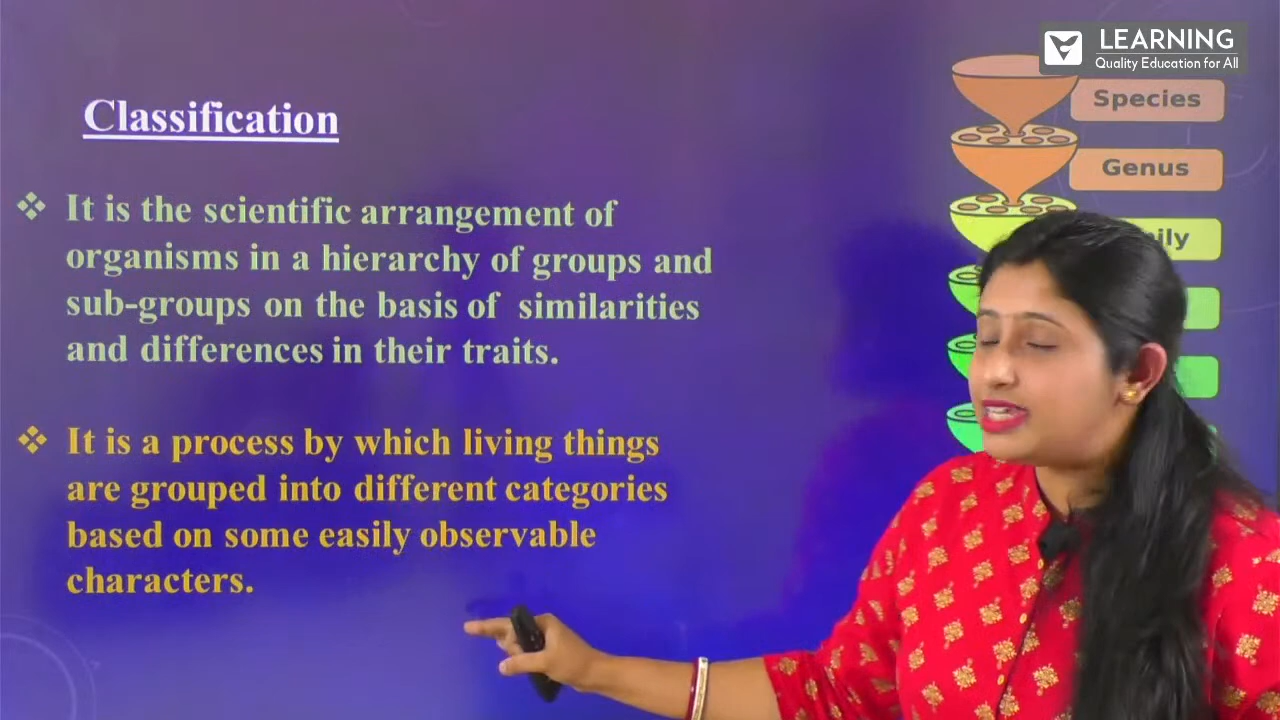 LEARNING
Quality Education for All
Classification
Species
Genus
❖ It is the scientific arrangement of
organisms in a hierarchy of groups and
sub-groups on the basis of similarities
and differences in their traits.
❖ It is a process by which living things
are grouped into different categories
based on some easily observable
characters.